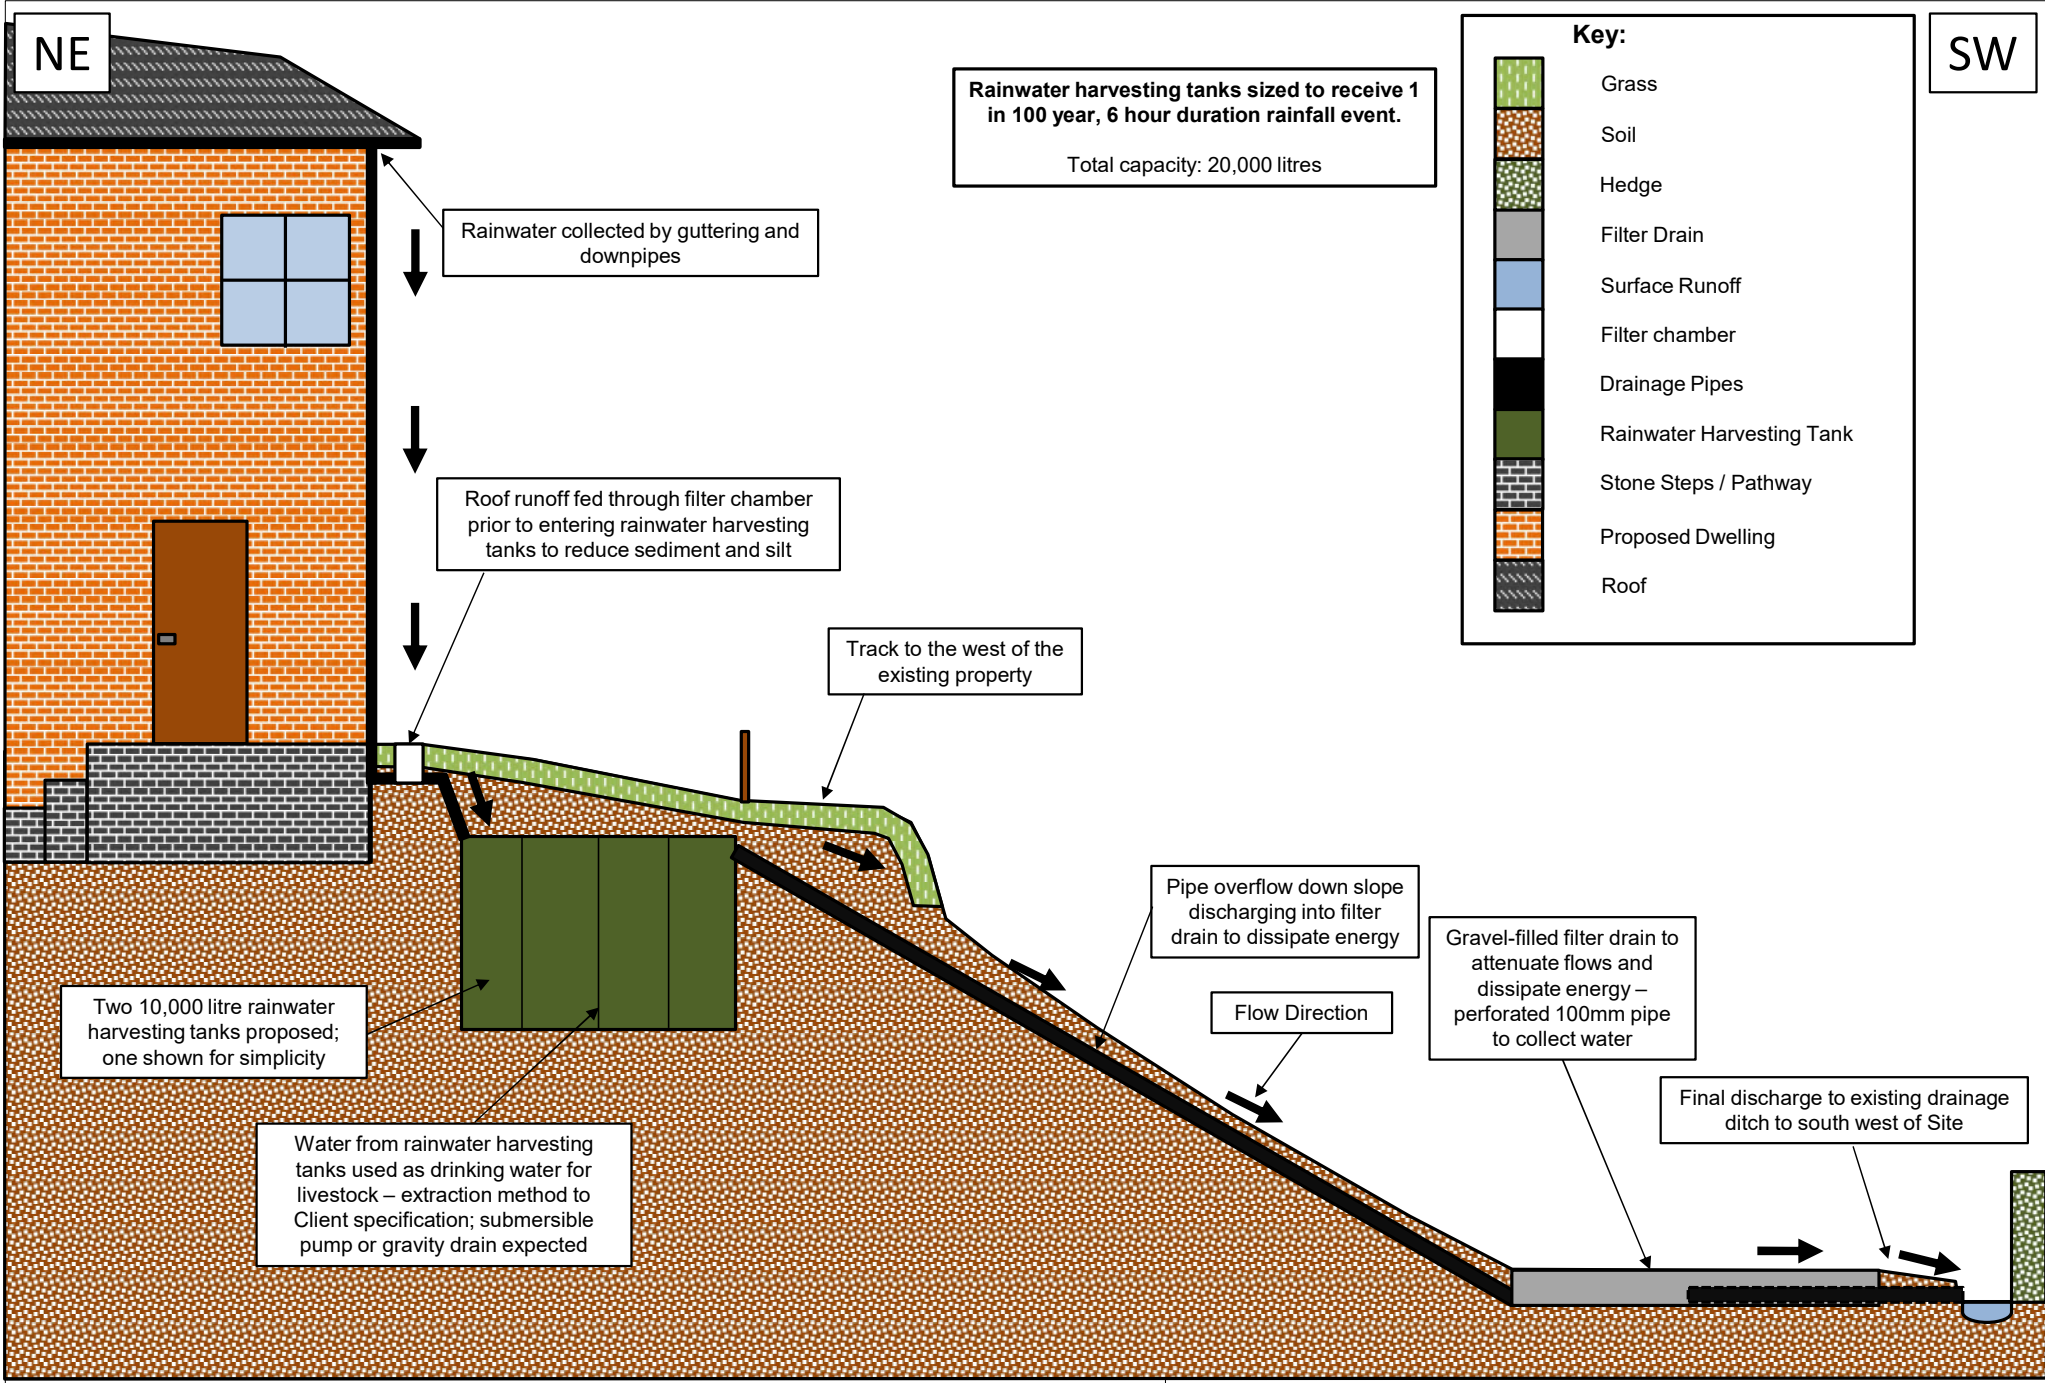 NE
SW
Rainwater harvesting tanks sized to receive 1
in 100 year, 6 hour duration rainfall event.
Total capacity: 20,000 litres
Key:
Grass
Soil
Hedge
Filter Drain
Surface Runoff
Filter chamber
Drainage Pipes
Rainwater Harvesting Tank
Stone Steps / Pathway
Proposed Dwelling
Roof
Rainwater collected by guttering and
downpipes
Roof runoff fed through filter chamber
prior to entering rainwater harvesting
tanks to reduce sediment and silt
Track to the west of the
existing property
Pipe overflow down slope
discharging into filter
drain to dissipate energy
Gravel-filled filter drain to
attenuate flows and
dissipate energy –
perforated 100mm pipe
to collect water
Flow Direction
Two 10,000 litre rainwater
harvesting tanks proposed;
one shown for simplicity
Final discharge to existing drainage
ditch to south west of Site
Water from rainwater harvesting
tanks used as drinking water for
livestock – extraction method to
Client specification; submersible
pump or gravity drain expected